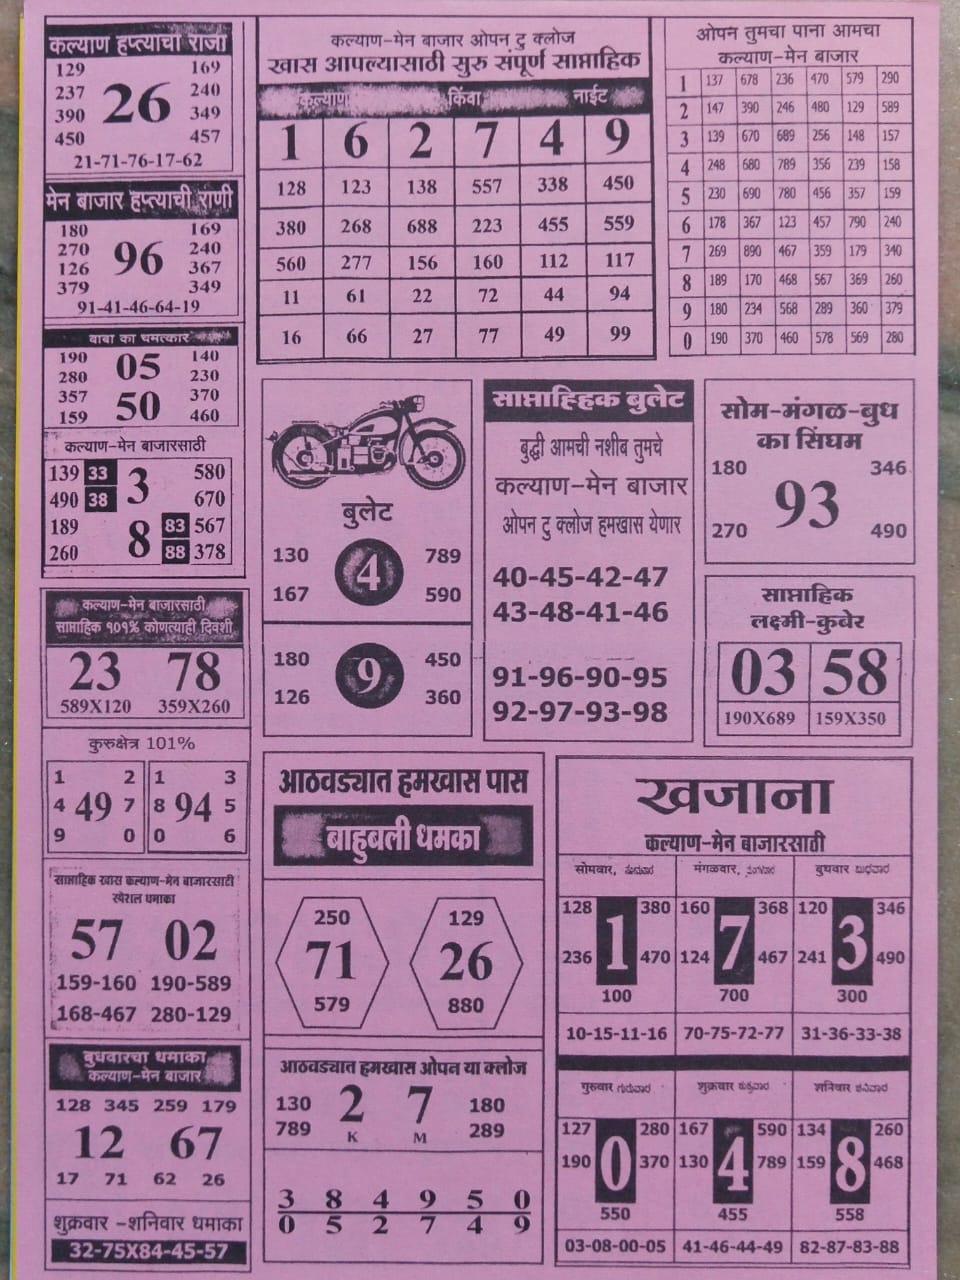 कल्याण हप्त्याचा राजा
129 169
237 26 240
390 349
450 457
21-71-76-17-62
मेन बाजार हप्त्याची राणी
180 169
270 96 240
126 367
379 349
91-41-46-64-19
बाबा का चमत्कार
190 05 140
280 230
357 50 370
159 460
कल्याण-मेन बाजारसाठी
139 33 3 580
490 38 670
189 8 83 567
260 88 378
कल्याण-मेन बाजारसाठी
साप्ताहिक १०१% कोणत्याही दिवशी
23 78
589X120 359X260
कुरुक्षेत्र 101%
1 2 1 3
4 49 7 8 94 5
9 0 0 6
साप्ताहिक खास कल्याण-मेन बाजारसाटी
स्पेशल धमाका
57 02
159-160 190-589
168-467 280-129
बुधवारचा धमाका
कल्याण-मेन बाजार
128 345 259 179
12 67
17 71 62 26
शुक्रवार -शनिवार धमाका
32-75X84-45-57
कल्याण-मेन बाजार ओपन टु क्लोज
खास आपल्यासाठी सुरु संपूर्ण साप्ताहिक
कल्याण किंवा नाईट
1 6 2 7 4 9
128 123 138 557 338 450
380 268 688 223 455 559
560 277 156 160 112 117
11 61 22 72 44 94
16 66 27 77 49 99
ओपन तुमचा पाना आमचा
कल्याण-मेन बाजार
1 137 678 236 470 579 290
2 147 390 246 480 129 589
3 139 670 689 256 148 157
4 248 680 789 356 239 158
5 230 690 780 456 357 159
6 178 367 123 457 790 240
7 269 890 467 359 179 340
8 189 170 468 567 369 260
9 180 234 568 289 360 379
0 190 370 460 578 569 280
बुलेट
130 4 789
167 590
180 9 450
126 360
साप्ताह्हिक बुलेट
बुद्धी आमची नशीब तुमचे
कल्याण-मेन बाजार
ओपन टु क्लोज हमखास येणार
40-45-42-47
43-48-41-46
91-96-90-95
92-97-93-98
सोम-मंगळ-बुध
का सिंघम
180 346
93
270 490
साप्ताहिक
लक्ष्मी-कुबेर
03 58
190X689 159X350
आठवड्यात हमखास पास
बाहुबली धमका
250 129
71 26
579 880
आठवड्यात हमखास ओपन या क्लोज
130 2 7 180
789 K M 289
3 8 4 9 5 0
0 5 2 7 4 9
खजाना
कल्याण-मेन बाजारसाठी
सोमवार, मंगळवार, बुधवार
128 1 380 160 7 368 120 3 346
236 470 124 467 241 490
100 700 300
10-15-11-16 70-75-72-77 31-36-33-38
गुरुवार शुक्रवार शनिवार
127 0 280 167 4 590 134 8 260
190 370 130 789 159 468
550 455 558
03-08-00-05 41-46-44-49 82-87-83-88